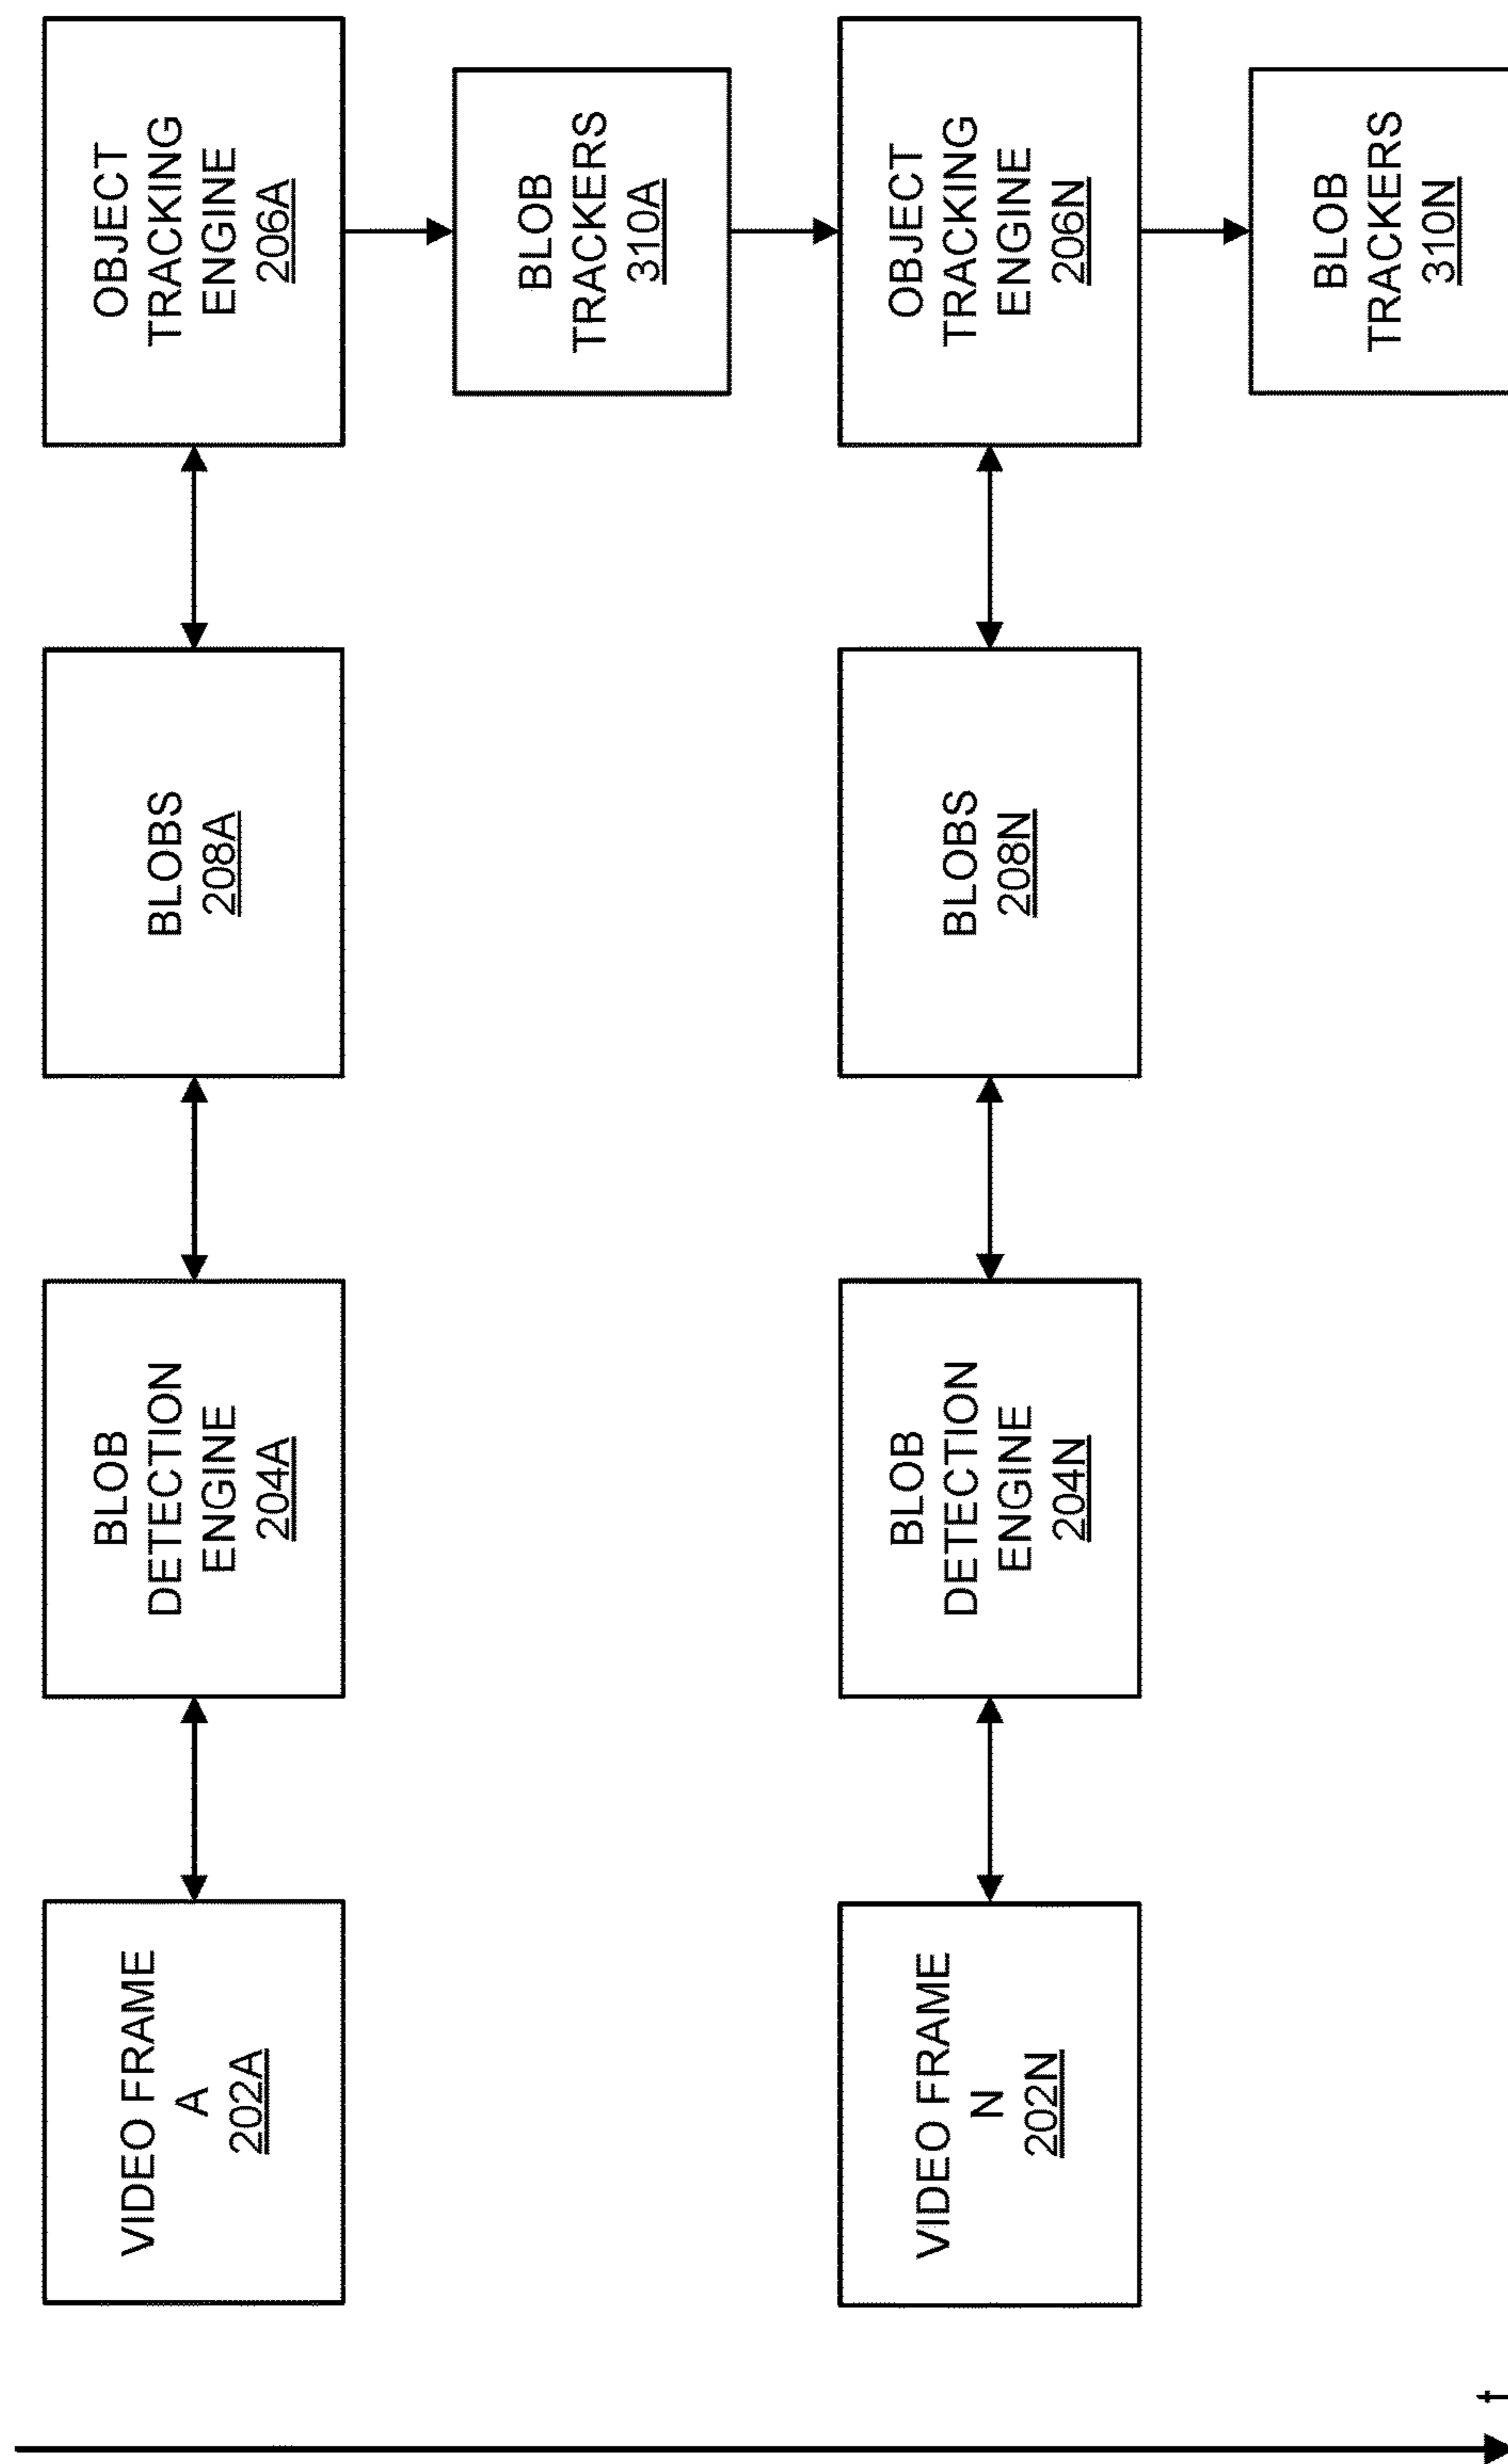 VIDEO FRAME
A
202A
BLOB
DETECTION
ENGINE
204A
BLOBS
208A
OBJECT
TRACKING
ENGINE
206A
BLOB
TRACKERS
310A
VIDEO FRAME
N
202N
BLOB
DETECTION
ENGINE
204N
BLOBS
208N
OBJECT
TRACKING
ENGINE
206N
BLOB
TRACKERS
310N
t